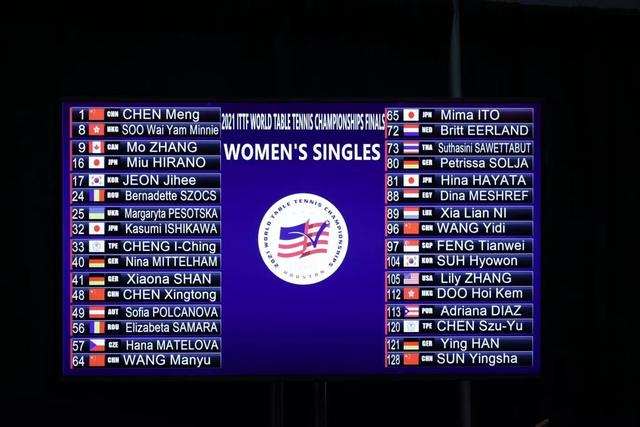 2021 ITTF WORLD TABLE TENNIS CHAMPIONSHIPS FINALS
WOMEN'S SINGLES
1 CHN CHEN Meng
8 HKG SOO Wai Yam Minnie
9 CAN Mo ZHANG
16 JPN Miu HIRANO
17 KOR JEON Jihee
24 ROU Bernadette SZOCS
25 UKR Margaryta PESOTSKA
32 JPN Kasumi ISHIKAWA
33 TPE CHENG I-Ching
40 GER Nina MITTELHAM
41 GER Xiaona SHAN
48 CHN CHEN Xingtong
49 AUT Sofia POLCANOVA
56 ROU Elizabeta SAMARA
57 CZE Hana MATELOVA
64 CHN WANG Manyu
2021 WORLD TABLE TENNIS CHAMPIONSHIPS
HOUSTON
65 JPN Mima ITO
72 NED Britt EERLAND
73 THA Suthasini SAWETTABUT
80 GER Petrissa SOLJA
81 JPN Hina HAYATA
88 EGY Dina MESHREF
89 LUX Xia Lian NI
96 CHN WANG Yidi
97 SGP FENG Tianwei
104 KOR SUH Hyowon
105 USA Lily ZHANG
112 HKG DOO Hoi Kem
113 PUR Adriana DIAZ
120 TPE CHEN Szu-Yu
121 GER Ying HAN
128 CHN SUN Yingsha